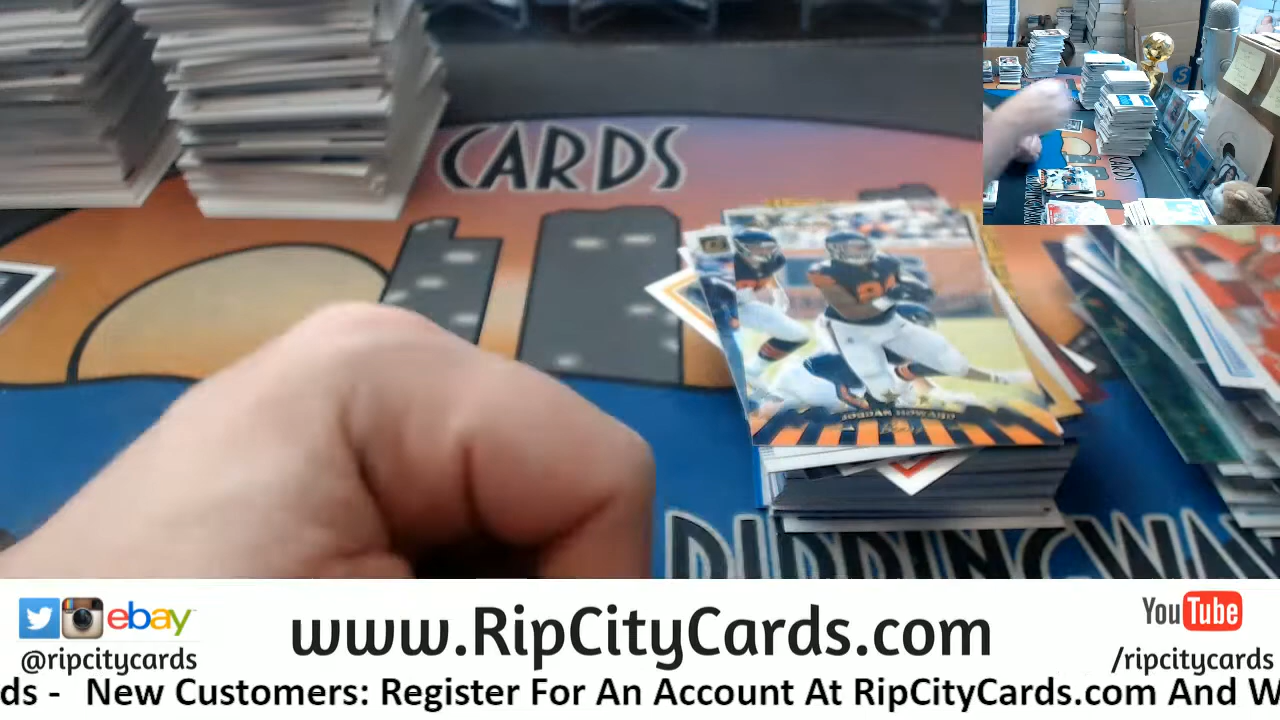 CARDS
JORDAN HOWARD
RIPPINGWAX
ebay
@ripcitycards
www.RipCityCards.com
YouTube
/ripcitycards
ds - New Customers: Register For An Account At RipCityCards.com And W